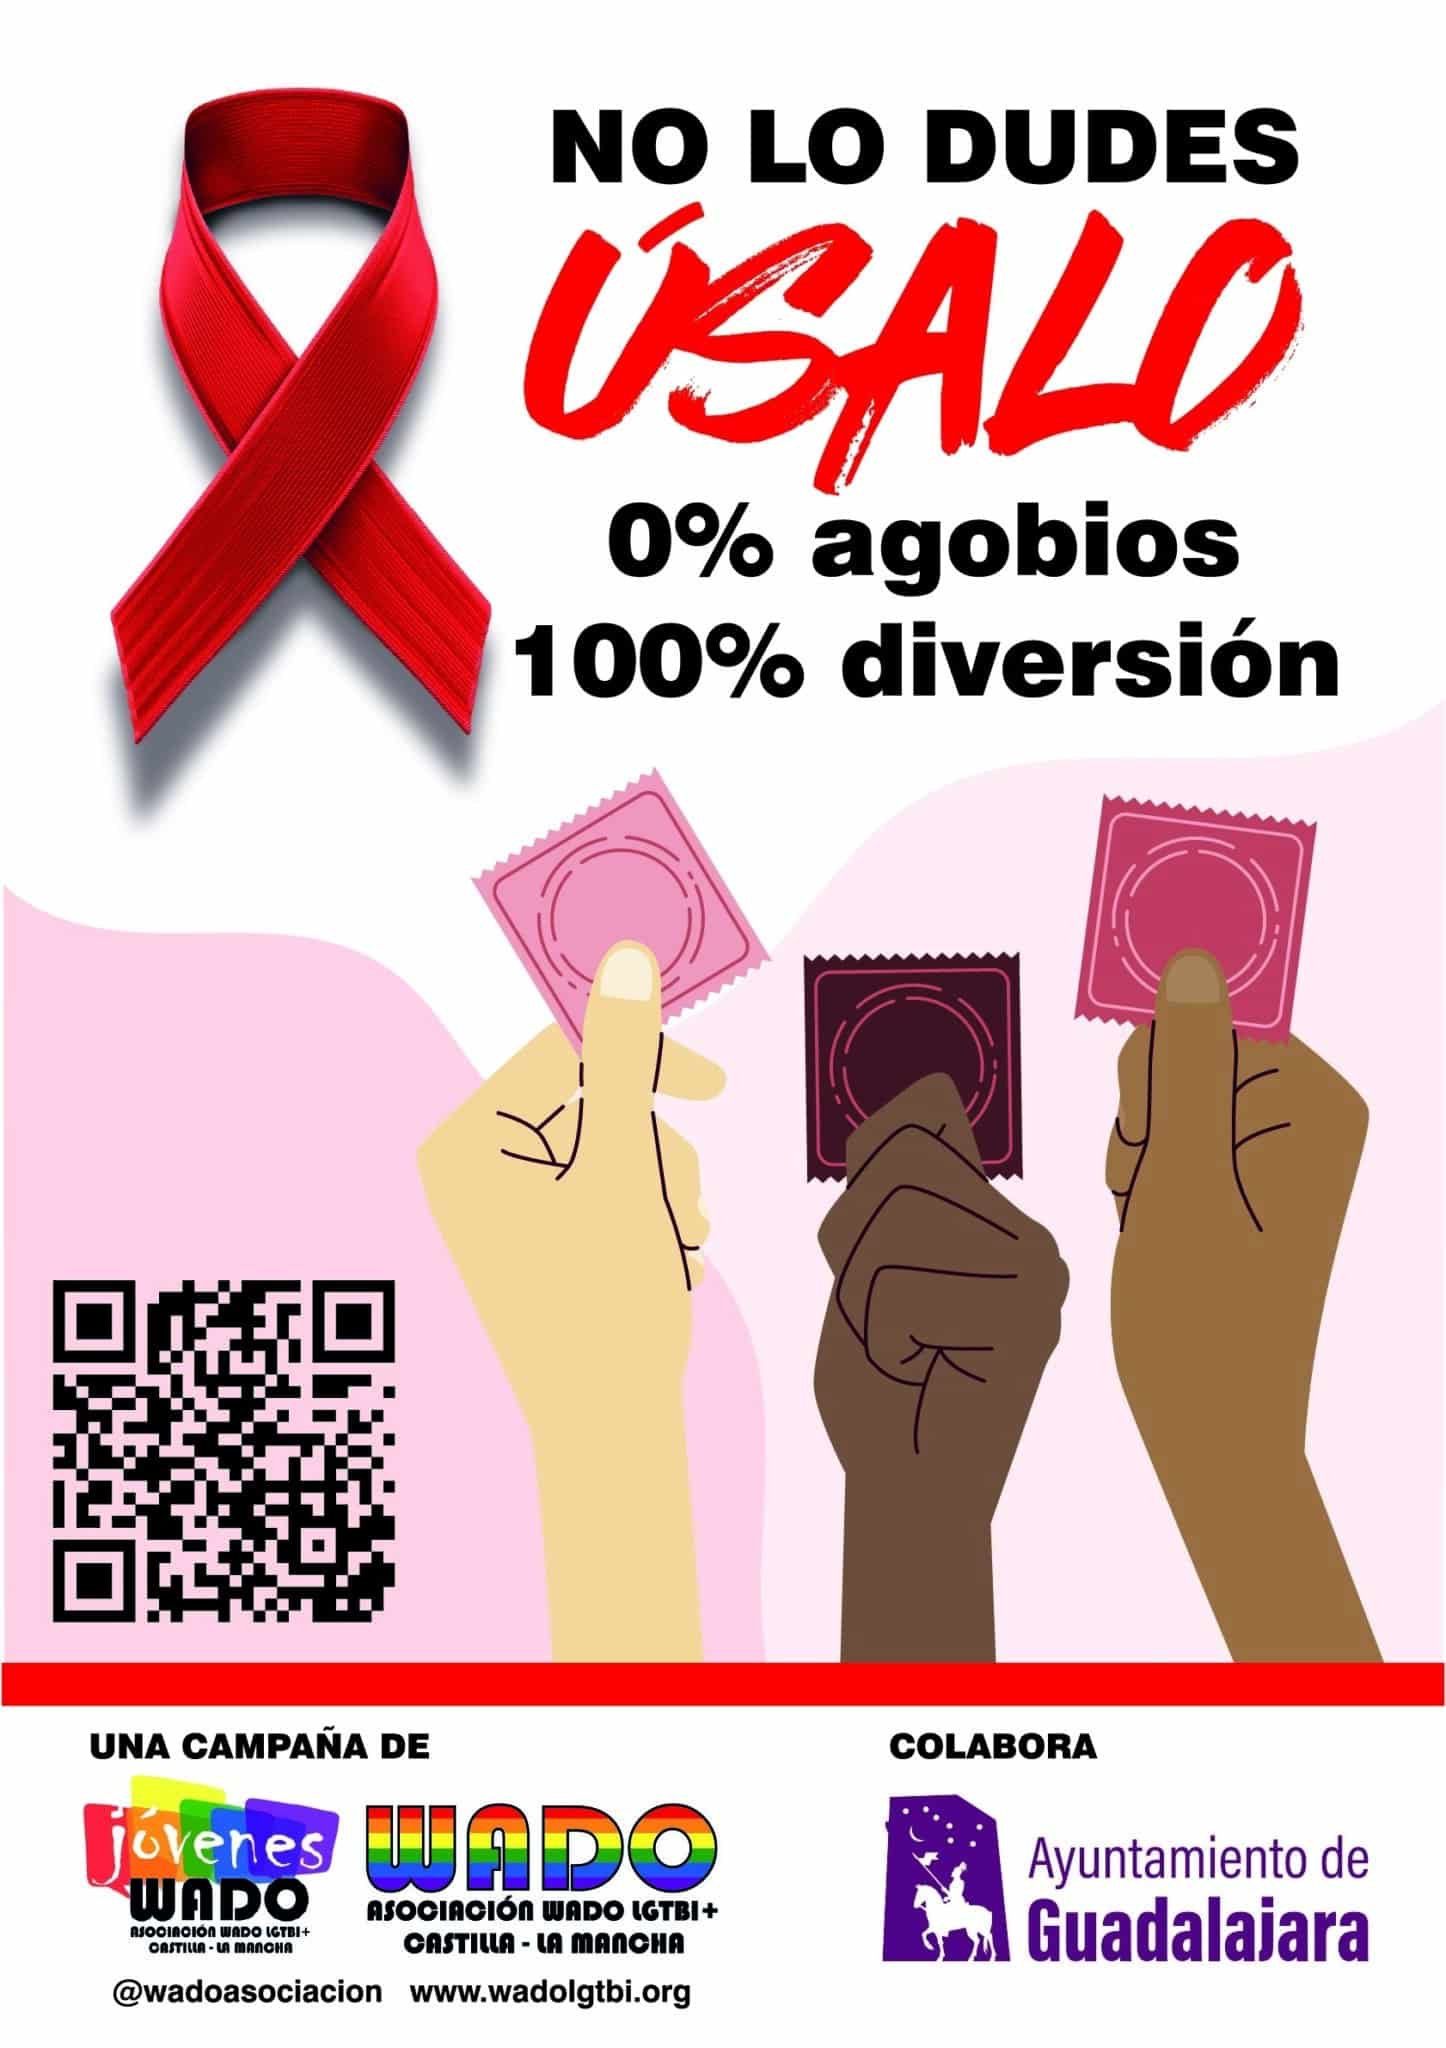 NO LO DUDES
ÚSALO
0% agobios
100% diversión
UNA CAMPAÑA DE
COLABORA
jóvenes
WADO
ASOCIACIÓN WADO LGTBI+
CASTILLA - LA MANCHA
WADO
ASOCIACIÓN WADO LGTBI+
CASTILLA - LA MANCHA
Ayuntamiento de
Guadalajara
@wadoasociacion www.wadolgtbi.org